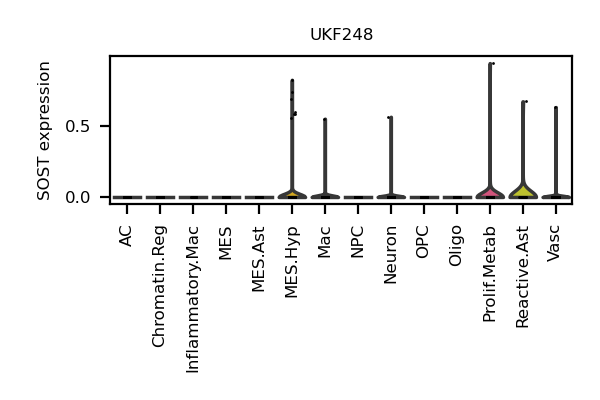 UKF248
SOST expression
0.5
0.0
AC
Chromatin.Reg
Inflammatory.Mac
MES
MES.Ast
MES.Hyp
Mac
NPC
Neuron
OPC
Oligo
Prolif.Metab
Reactive.Ast
Vasc